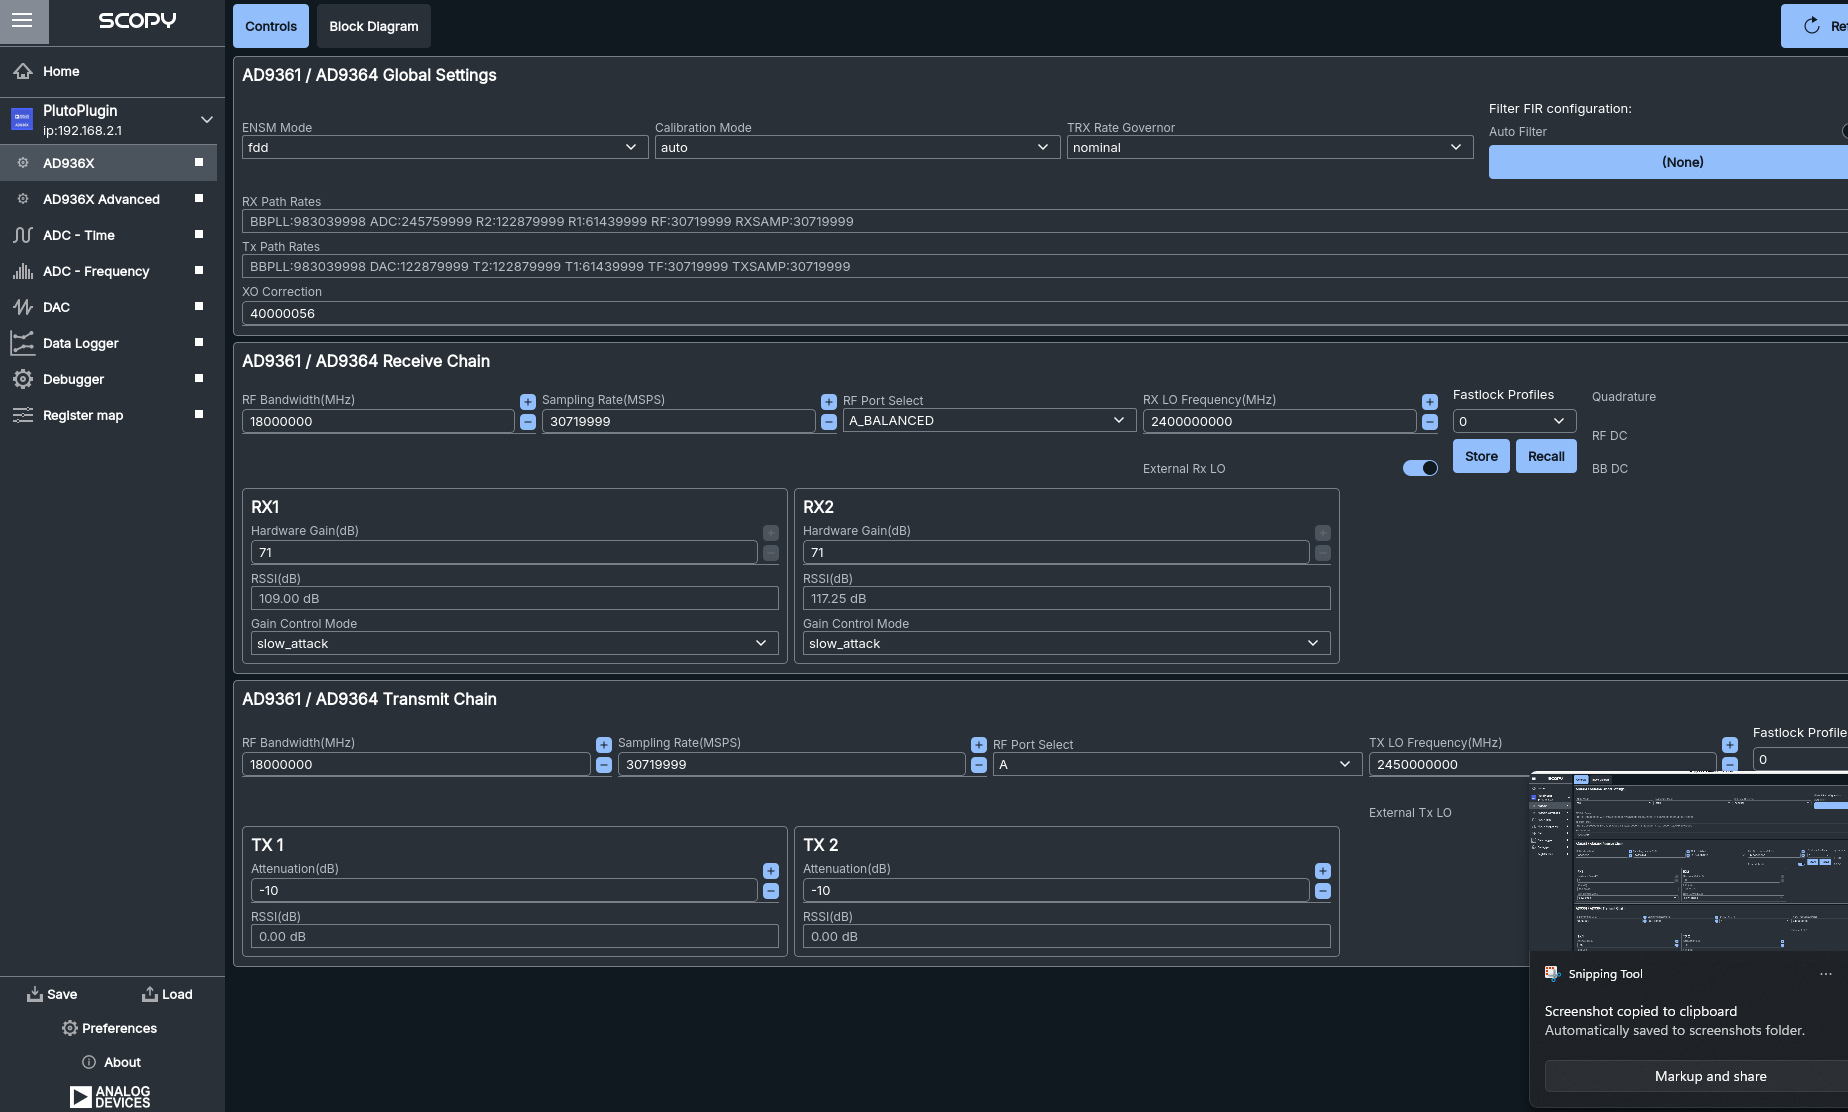 SCOPY
Controls
Block Diagram
Home
PlutoPlugin
ip:192.168.2.1
AD936X
AD936X Advanced
ADC - Time
ADC - Frequency
DAC
Data Logger
Debugger
Register map
Save
Load
Preferences
About
ANALOG
DEVICES
AD9361 / AD9364 Global Settings
Filter FIR configuration:
ENSM Mode
Calibration Mode
TRX Rate Governor
Auto Filter
fdd
auto
nominal
(None)
RX Path Rates
BBPLL:983039998 ADC:245759999 R2:122879999 R1:61439999 RF:30719999 RXSAMP:30719999
Tx Path Rates
BBPLL:983039998 DAC:122879999 T2:122879999 T1:61439999 TF:30719999 TXSAMP:30719999
XO Correction
40000056
AD9361 / AD9364 Receive Chain
RF Bandwidth(MHz)
Sampling Rate(MSPS)
RF Port Select
RX LO Frequency(MHz)
Fastlock Profiles
Quadrature
18000000
30719999
A_BALANCED
2400000000
0
RF DC
Store
Recall
External Rx LO
BB DC
RX1
Hardware Gain(dB)
71
RSSI(dB)
109.00 dB
Gain Control Mode
slow_attack
RX2
Hardware Gain(dB)
71
RSSI(dB)
117.25 dB
Gain Control Mode
slow_attack
AD9361 / AD9364 Transmit Chain
RF Bandwidth(MHz)
Sampling Rate(MSPS)
RF Port Select
TX LO Frequency(MHz)
Fastlock Profile
18000000
30719999
A
2450000000
0
External Tx LO
TX 1
Attenuation(dB)
-10
RSSI(dB)
0.00 dB
TX 2
Attenuation(dB)
-10
RSSI(dB)
0.00 dB
Snipping Tool
Screenshot copied to clipboard
Automatically saved to screenshots folder.
Markup and share